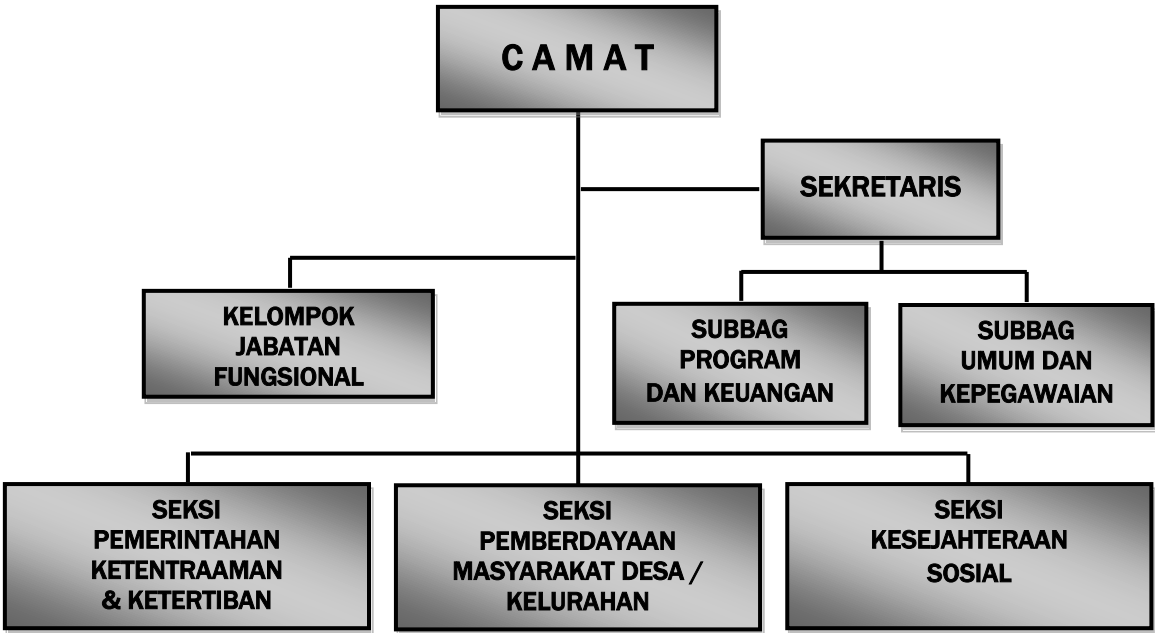 C A M A T
SEKRETARIS
KELOMPOK
JABATAN
FUNGSIONAL
SUBBAG
PROGRAM
DAN KEUANGAN
SUBBAG
UMUM DAN
KEPEGAWAIAN
SEKSI
PEMERINTAHAN
KETENTRAAMAN
& KETERTIBAN
SEKSI
PEMBERDAYAAN
MASYARAKAT DESA /
KELURAHAN
SEKSI
KESEJAHTERAAN
SOSIAL